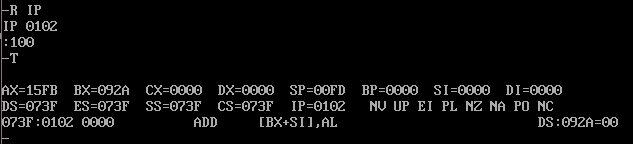 -R IP
IP 0102
:100
-T
AX=15FB BX=092A CX=0000 DX=0000 SP=00FD BP=0000 SI=0000 DI=0000
DS=073F ES=073F SS=073F CS=073F IP=0102 NV UP EI PL NZ NA PO NC
073F:0102 0000 ADD [BX+SI],AL DS:092A=00
-